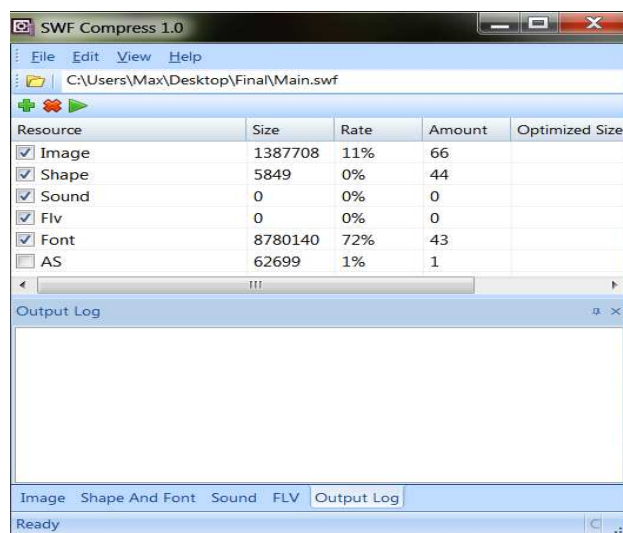 SWF Compress 1.0
File Edit View Help
C:\Users\Max\Desktop\Final\Main.swf
Resource Size Rate Amount Optimized Size
Image 1387708 11% 66
Shape 5849 0% 44
Sound 0 0% 0
Flv 0 0% 0
Font 8780140 72% 43
AS 62699 1% 1
Output Log
Image Shape And Font Sound FLV Output Log
Ready C